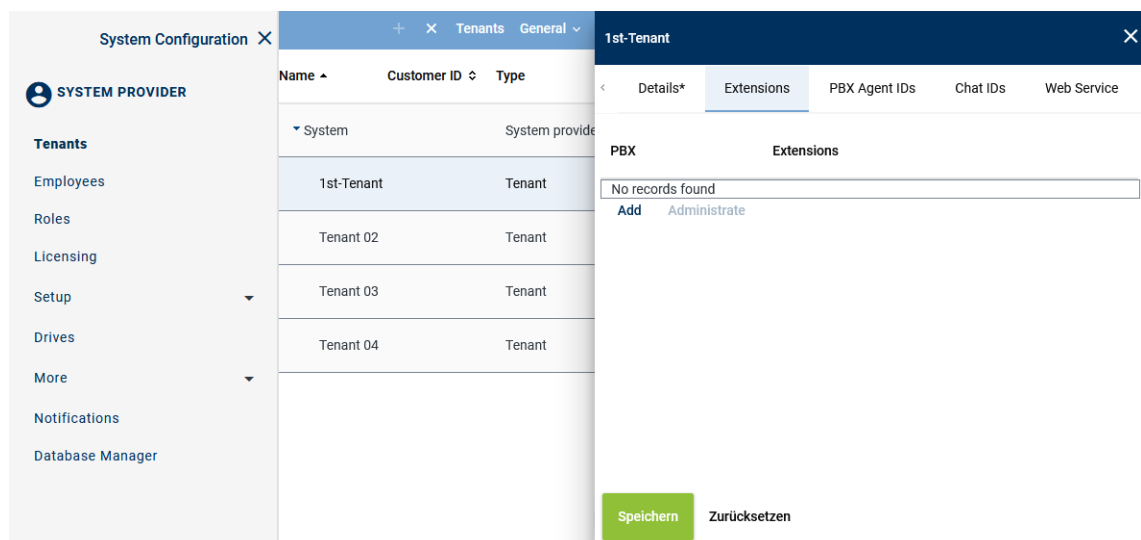 System Configuration
SYSTEM PROVIDER
Tenants
Employees
Roles
Licensing
Setup
Drives
More
Notifications
Database Manager
Tenants General
Name Customer ID Type
System System provide
1st-Tenant Tenant
Tenant 02 Tenant
Tenant 03 Tenant
Tenant 04 Tenant
1st-Tenant
Details* Extensions PBX Agent IDs Chat IDs Web Service
PBX Extensions
No records found
Add Administrate
Speichern Zurücksetzen